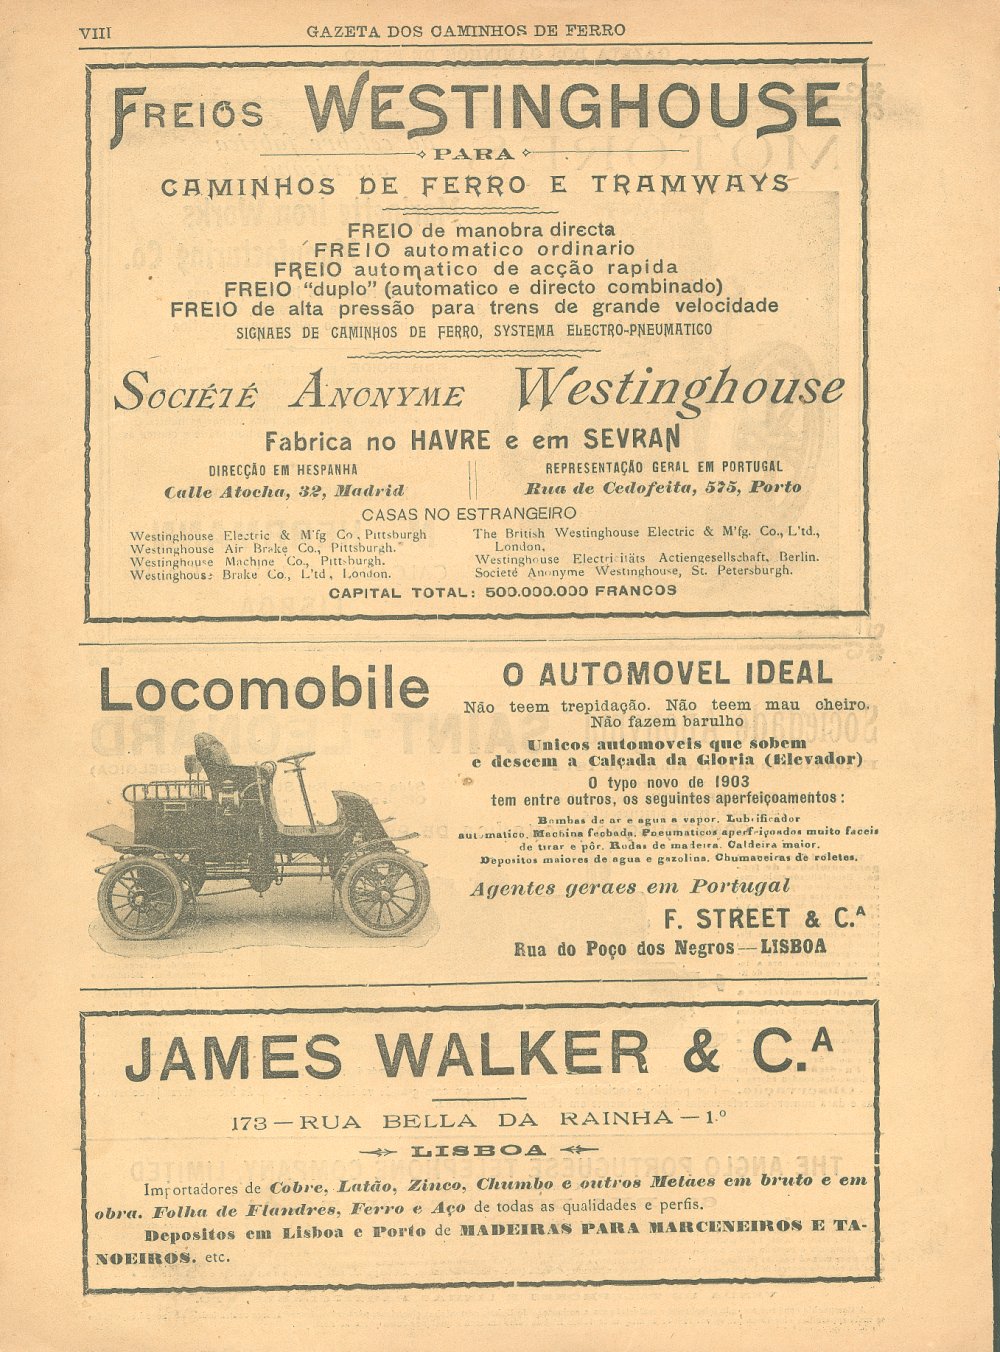 VIII
GAZETA DOS CAMINHOS DE FERRO
FREIOS WESTINGHOUSE
PARA
CAMINHOS DE FERRO E TRAMWAYS
FREIO de manobra directa
FREIO automatico ordinario
FREIO automatico de acção rapida
FREIO "duplo" (automatico e directo combinado)
FREIO de alta pressão para trens de grande velocidade
SIGNAES DE CAMINHOS DE FERRO, SYSTEMA ELECTRO-PNEUMATICO
SOCIÉTÉ ANONYME Westinghouse
Fabrica no HAVRE e em SEVRAN
DIRECÇÃO EM HESPANHA
Calle Atocha, 32, Madrid
REPRESENTAÇÃO GERAL EM PORTUGAL
Rua de Cedofeita, 575, Porto
CASAS NO ESTRANGEIRO
Westinghouse Electric & M'fg Co, Pittsburgh
Westinghouse Air Brake Co., Pittsburgh.
Westinghouse Machine Co., Pittsburgh.
Westinghouse Brake Co., L'td, London.
The British Westinghouse Electric & M'fg. Co., L'td.,
London.
Westinghouse Electricitäts Actiengesellschaft, Berlin.
Societé Anonyme Westinghouse, St. Petersburgh.
CAPITAL TOTAL: 500.000.000 FRANCOS
Locomobile
O AUTOMOVEL IDEAL
Não teem trepidação. Não teem mau cheiro.
Não fazem barulho
Unicos automoveis que sobem
e descem a Calçada da Gloria (Elevador)
O typo novo de 1903
tem entre outros, os seguintes aperfeiçoamentos:
Bombas de ar e agua a vapor. Lubrificador
automatico. Machina fechada. Pneumaticos aperfeiçoados muito faceis
de tirar e pôr. Rodas de madeira. Caldeira maior.
Depositos maiores de agua e gazolina. Chumaceiras de roletes.
Agentes geraes em Portugal
F. STREET & C.ª
Rua do Poço dos Negros—LISBOA
JAMES WALKER & C.ª
173—RUA BELLA DA RAINHA—1.º
LISBOA
Importadores de Cobre, Latão, Zinco, Chumbo e outros Metaes em bruto e em
obra. Folha de Flandres, Ferro e Aço de todas as qualidades e perfis.
Depositos em Lisboa e Porto de MADEIRAS PARA MARCENEIROS E TA-
NOEIROS, etc.